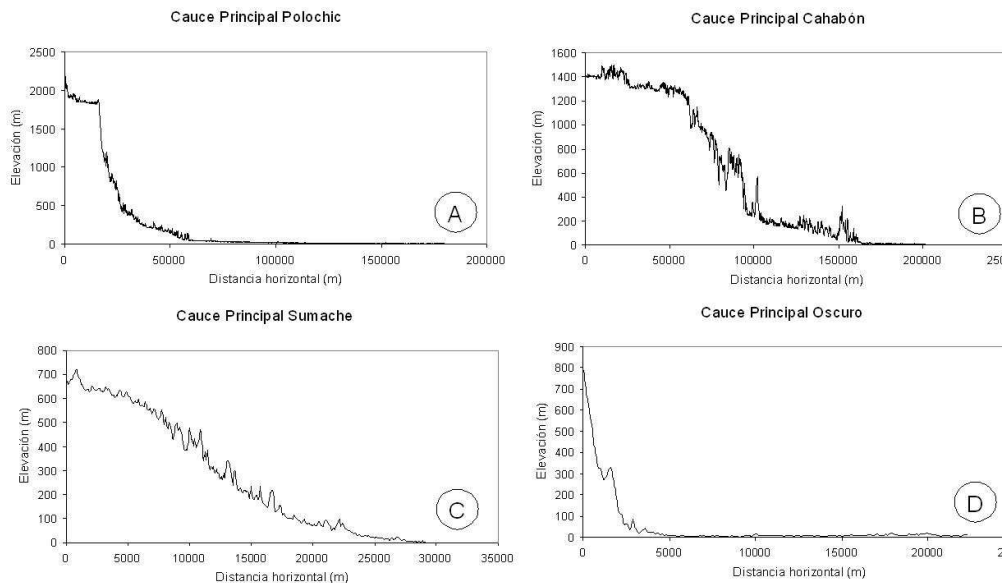 Cauce Principal Polochic
2500
2000
1500
1000
500
0
Elevación (m)
0 50000 100000 150000 200000
Distancia horizontal (m)
A
Cauce Principal Cahabón
1600
1400
1200
1000
800
600
400
200
0
Elevación (m)
0 50000 100000 150000 200000
Distancia horizontal (m)
B
Cauce Principal Sumache
800
700
600
500
400
300
200
100
0
Elevación (m)
0 5000 10000 15000 20000 25000 30000 35000
Distancia horizontal (m)
C
Cauce Principal Oscuro
900
800
700
600
500
400
300
200
100
0
Elevación (m)
0 5000 10000 15000 20000
Distancia horizontal (m)
D